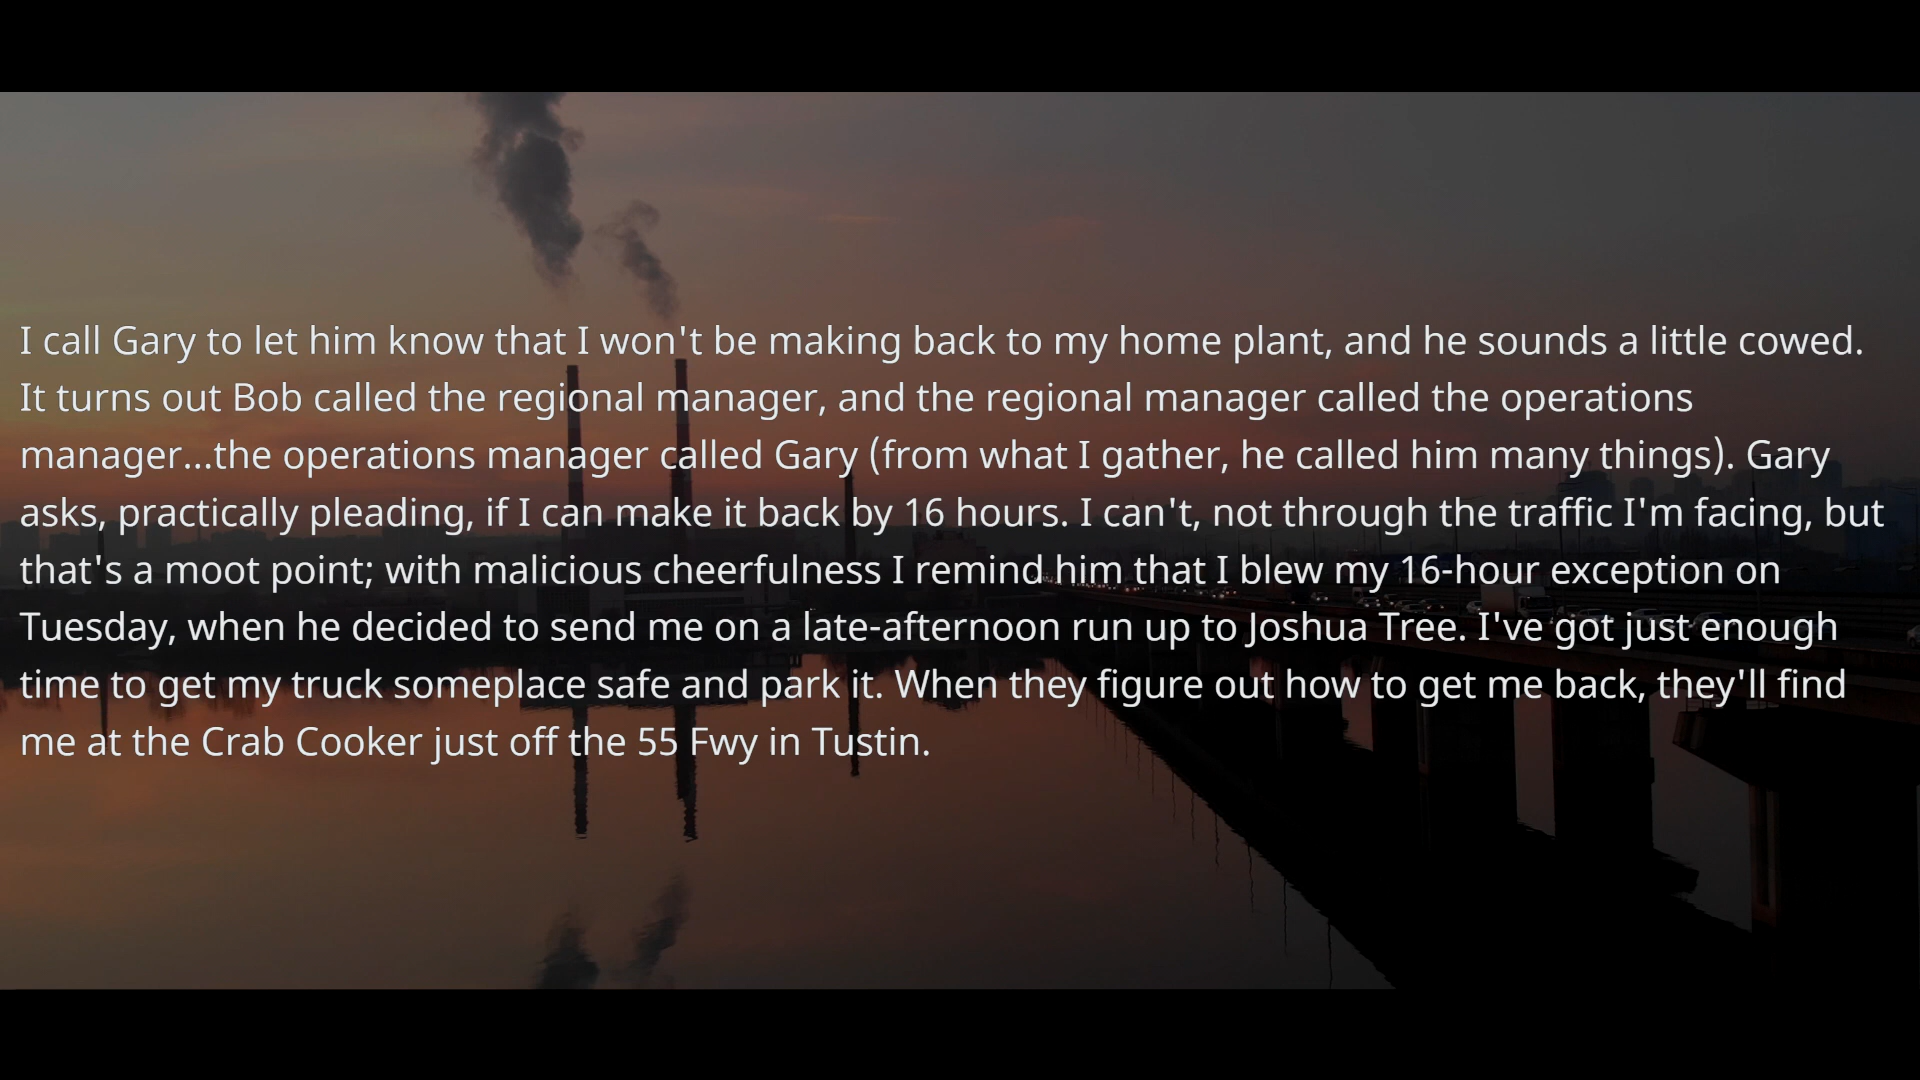 I call Gary to let him know that I won't be making back to my home plant, and he sounds a little cowed.
It turns out Bob called the regional manager, and the regional manager called the operations
manager...the operations manager called Gary (from what I gather, he called him many things). Gary
asks, practically pleading, if I can make it back by 16 hours. I can't, not through the traffic I'm facing, but
that's a moot point; with malicious cheerfulness I remind him that I blew my 16-hour exception on
Tuesday, when he decided to send me on a late-afternoon run up to Joshua Tree. I've got just enough
time to get my truck someplace safe and park it. When they figure out how to get me back, they'll find
me at the Crab Cooker just off the 55 Fwy in Tustin.